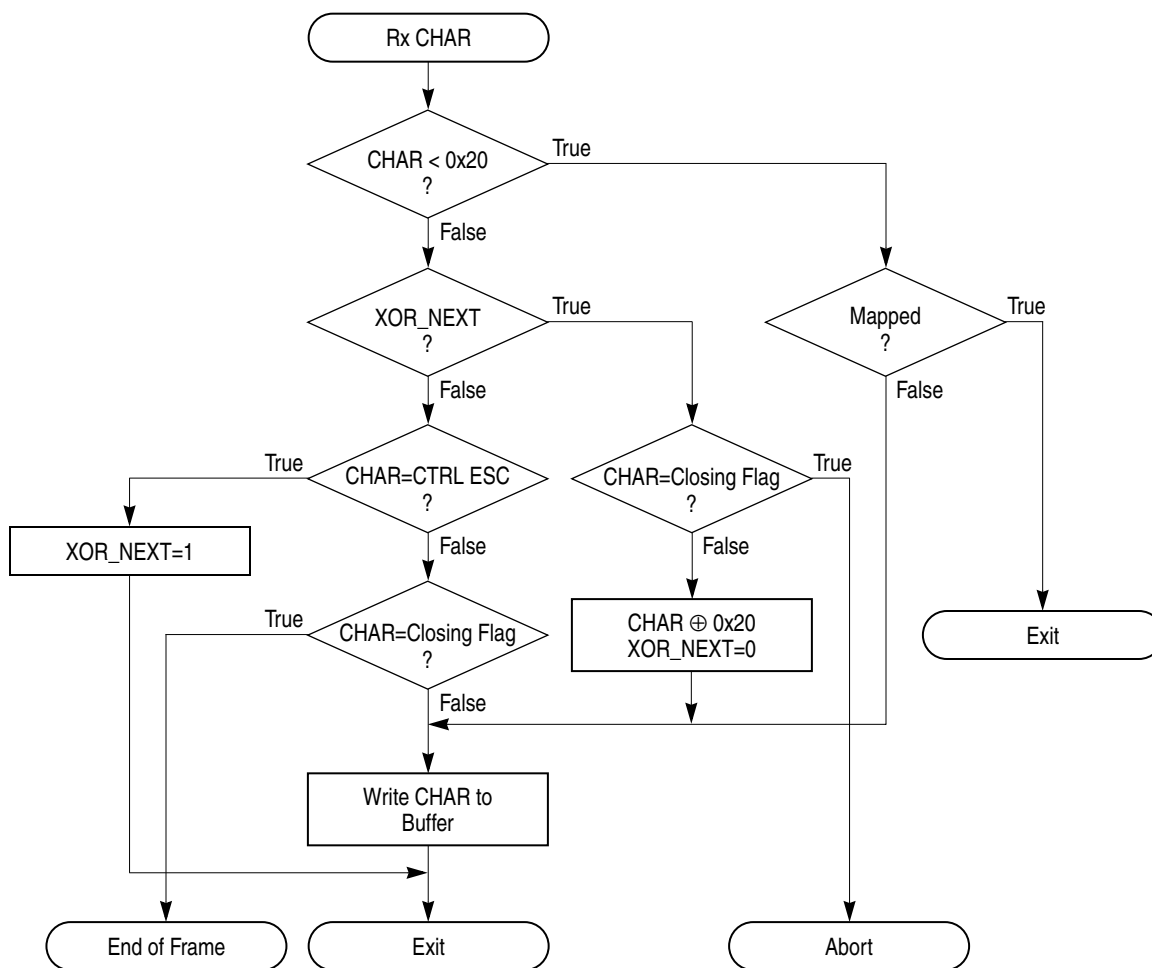 Rx CHAR
CHAR < 0x20
?
True
False
XOR_NEXT
?
True
False
Mapped
?
True
False
CHAR=CTRL ESC
?
True
False
CHAR=Closing Flag
?
True
False
XOR_NEXT=1
CHAR=Closing Flag
?
True
False
CHAR ⊕ 0x20
XOR_NEXT=0
Exit
Write CHAR to
Buffer
End of Frame
Exit
Abort